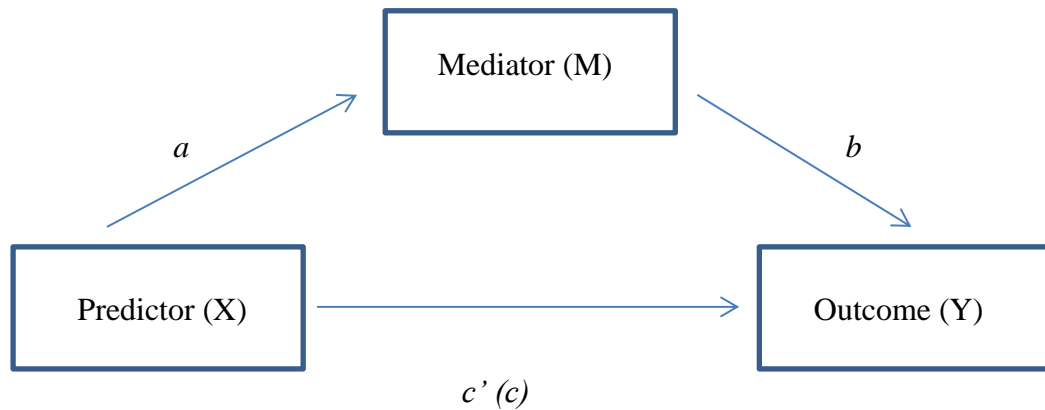 Mediator (M)
a
b
Predictor (X)
Outcome (Y)
c’ (c)